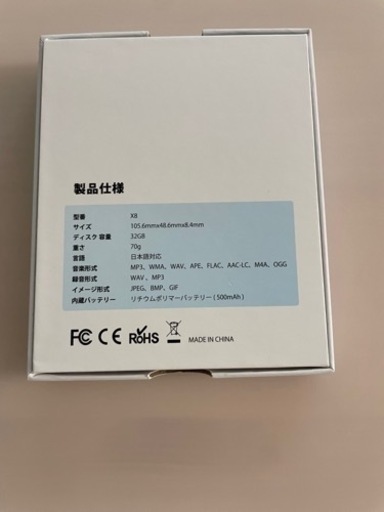 製品仕様
型番 X8
サイズ 105.6mmx48.6mmx8.4mm
ディスク 容量 32GB
重さ 70g
言語 日本語対応
音楽形式 MP3、WMA、WAV、APE、FLAC、AAC-LC、M4A、OGG
録音形式 WAV 、MP3
イメージ形式 JPEG、BMP、GIF
内蔵バッテリー リチウムポリマーバッテリー ( 500mAh )
FC CE RoHS MADE IN CHINA